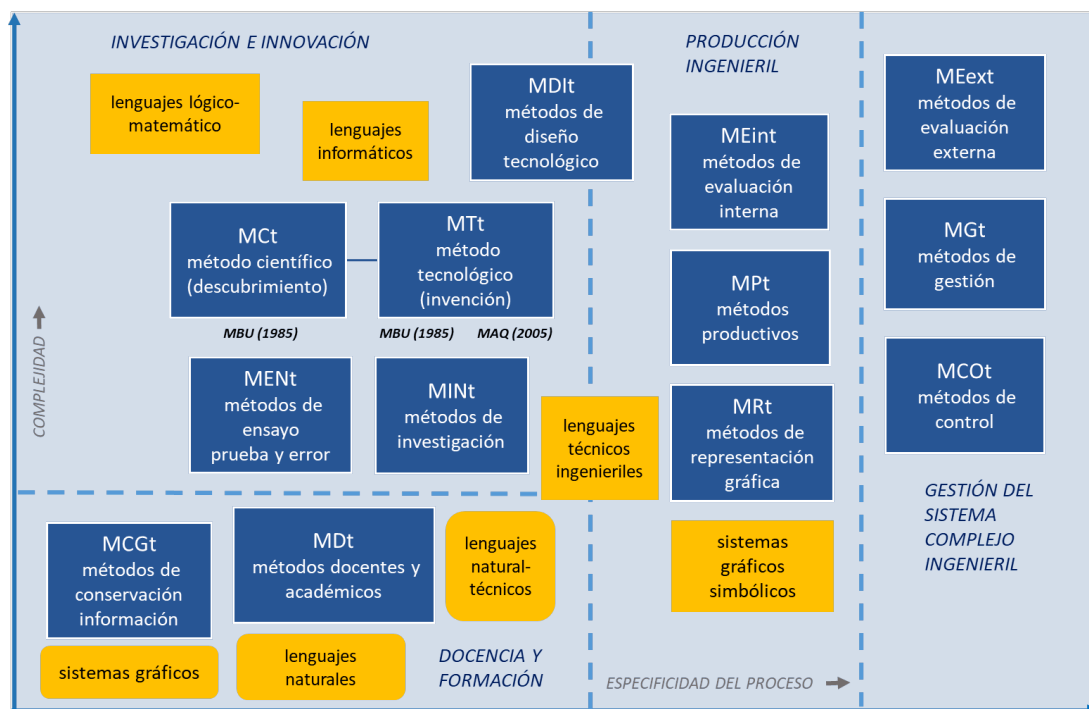 INVESTIGACIÓN E INNOVACIÓN
lenguajes lógico-
matemático
lenguajes
informáticos
MDIt
métodos de
diseño
tecnológico
MCt
método científico
(descubrimiento)
MTt
método
tecnológico
(invención)
MBU (1985)
MBU (1985)
MAQ (2005)
MENt
métodos de
ensayo
prueba y error
MINt
métodos de
investigación
lenguajes
técnicos
ingenieriles
COMPLEJIDAD
PRODUCCIÓN
INGENIERIL
MEint
métodos de
evaluación
interna
MPt
métodos
productivos
MRt
métodos de
representación
gráfica
sistemas
gráficos
simbólicos
MEext
métodos de
evaluación
externa
MGt
métodos de
gestión
MCOt
métodos de
control
GESTIÓN DEL
SISTEMA
COMPLEJO
INGENIERIL
MCGt
métodos de
conservación
información
MDt
métodos docentes y
académicos
lenguajes
natural-
técnicos
sistemas gráficos
lenguajes
naturales
DOCENCIA Y
FORMACIÓN
ESPECIFICIDAD DEL PROCESO